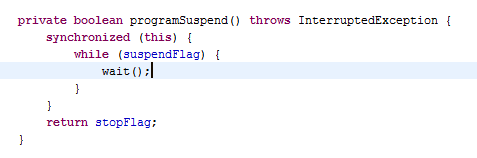 private boolean programSuspend() throws InterruptedException {
    synchronized (this) {
        while (suspendFlag) {
            wait();
        }
    }
    return stopFlag;
}